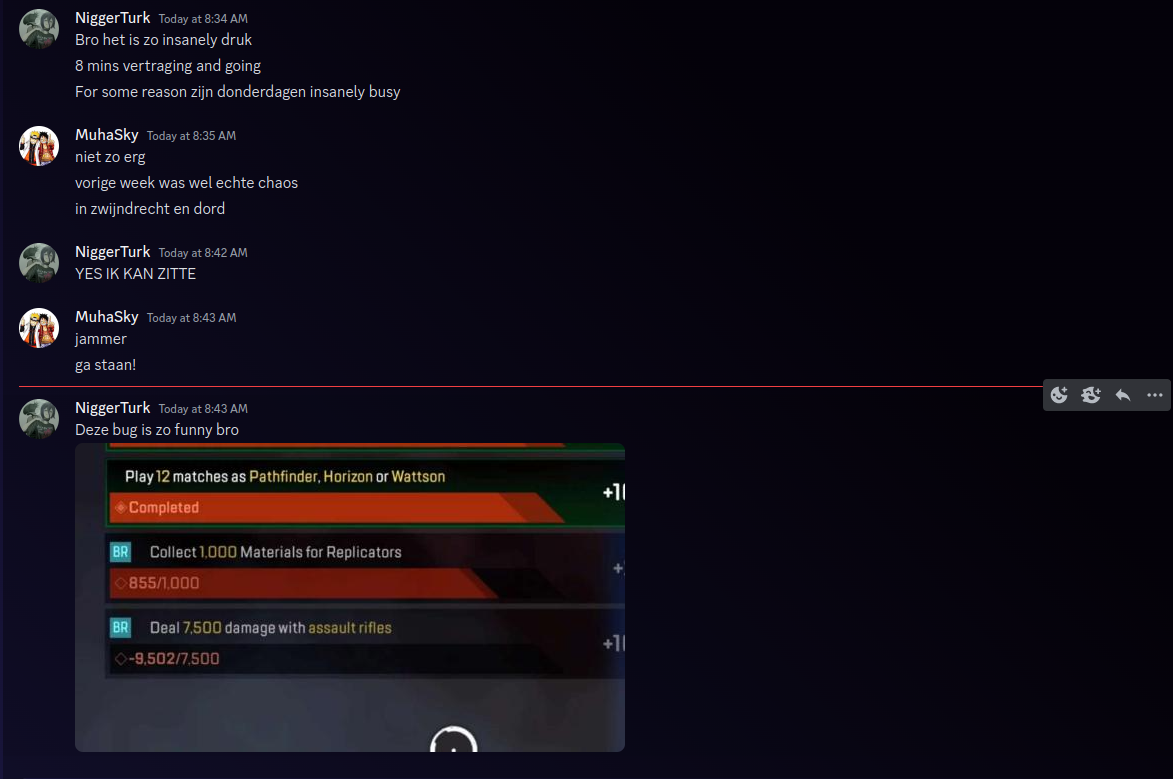 NiggerTurk Today at 8:34 AM
Bro het is zo insanely druk
8 mins vertraging and going
For some reason zijn donderdagen insanely busy
MuhaSky Today at 8:35 AM
niet zo erg
vorige week was wel echte chaos
in zwijndrecht en dord
NiggerTurk Today at 8:42 AM
YES IK KAN ZITTE
MuhaSky Today at 8:43 AM
jammer
ga staan!
NiggerTurk Today at 8:43 AM
Deze bug is zo funny bro
Play 12 matches as Pathfinder, Horizon or Wattson
Completed
BR Collect 1,000 Materials for Replicators
855/1,000
BR Deal 7,500 damage with assault rifles
-9,502/7,500